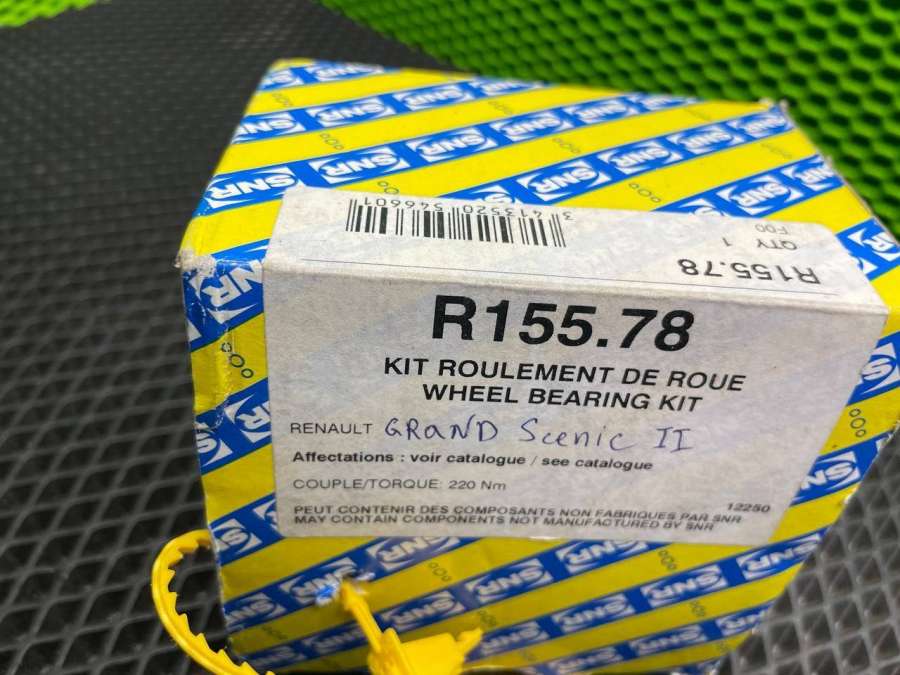 SNR
3 413520 546601
QTY 1
F00
R155.78
R155.78
KIT ROULEMENT DE ROUE
WHEEL BEARING KIT
RENAULT GRAND Scenic II
Affectations : voir catalogue / see catalogue
COUPLE/TORQUE: 220 Nm
12250
PEUT CONTENIR DES COMPOSANTS NON FABRIQUES PAR SNR
MAY CONTAIN COMPONENTS NOT MANUFACTURED BY SNR